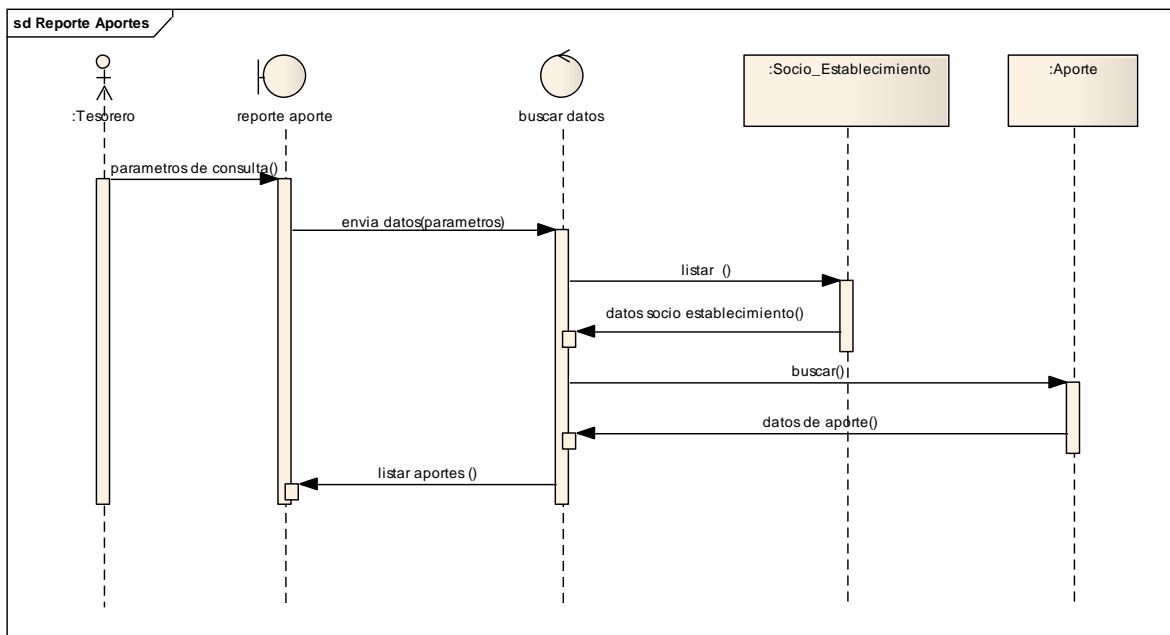 sd Reporte Aportes
:Tesorero
reporte aporte
buscar datos
:Socio_Establecimiento
:Aporte
parametros de consulta()
envia datos(parametros)
listar ()
datos socio establecimiento()
buscar()
datos de aporte()
listar aportes ()